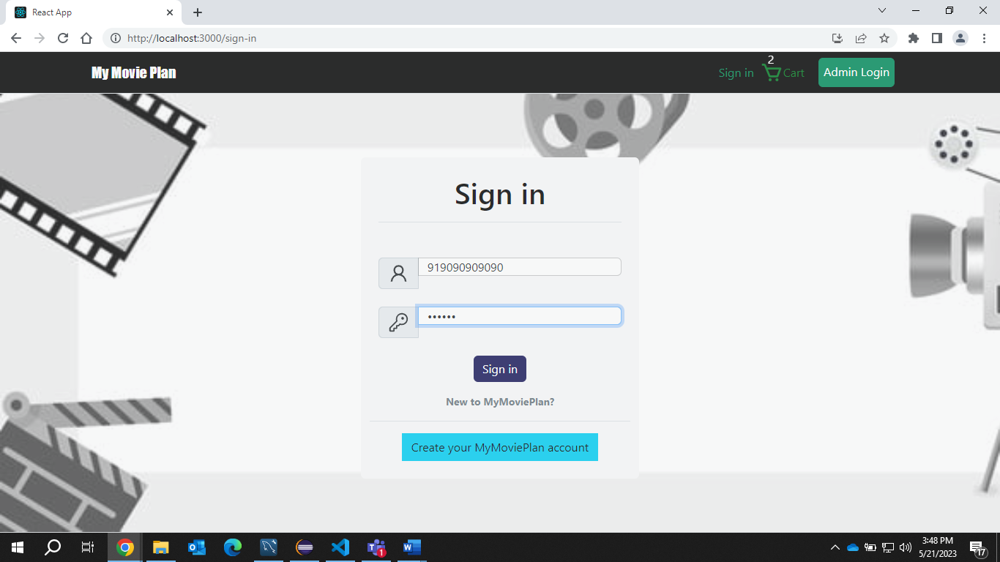 React App
http://localhost:3000/sign-in
My Movie Plan
Sign in
2
Cart
Admin Login
Sign in
919090909090
••••••
Sign in
New to MyMoviePlan?
Create your MyMoviePlan account
1
3:48 PM
5/21/2023
17